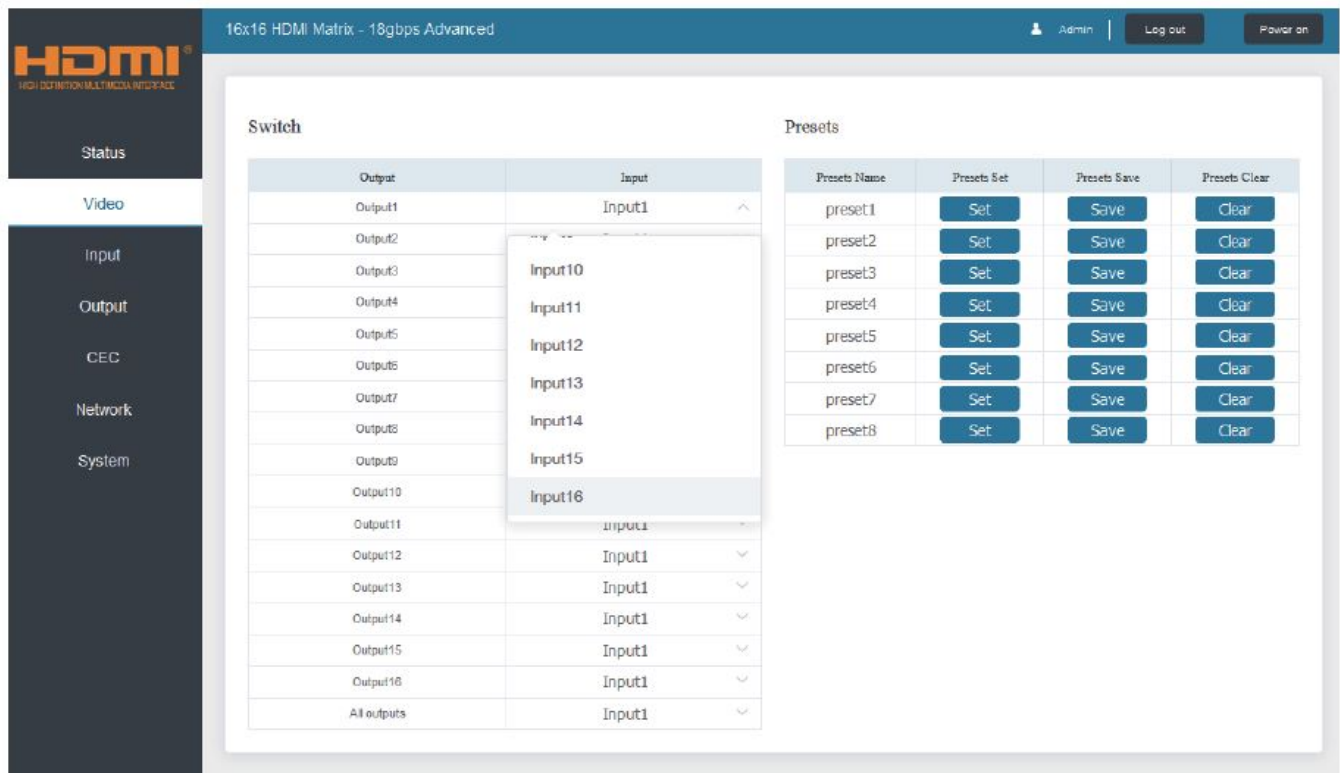 16x16 HDMI Matrix - 18gbps Advanced
Admin
Log out
Power on
HDMI®
HIGH DEFINITION MULTIMEDIA INTERFACE
Status
Video
Input
Output
CEC
Network
System
Switch
Output Input
Output1 Input1
Output2
Output3
Output4
Output5
Output6
Output7
Output8
Output9
Output10
Output11 Input1
Output12 Input1
Output13 Input1
Output14 Input1
Output15 Input1
Output16 Input1
All outputs Input1
Input10
Input11
Input12
Input13
Input14
Input15
Input16
Presets
Presets Name Presets Set Presets Save Presets Clear
preset1 Set Save Clear
preset2 Set Save Clear
preset3 Set Save Clear
preset4 Set Save Clear
preset5 Set Save Clear
preset6 Set Save Clear
preset7 Set Save Clear
preset8 Set Save Clear